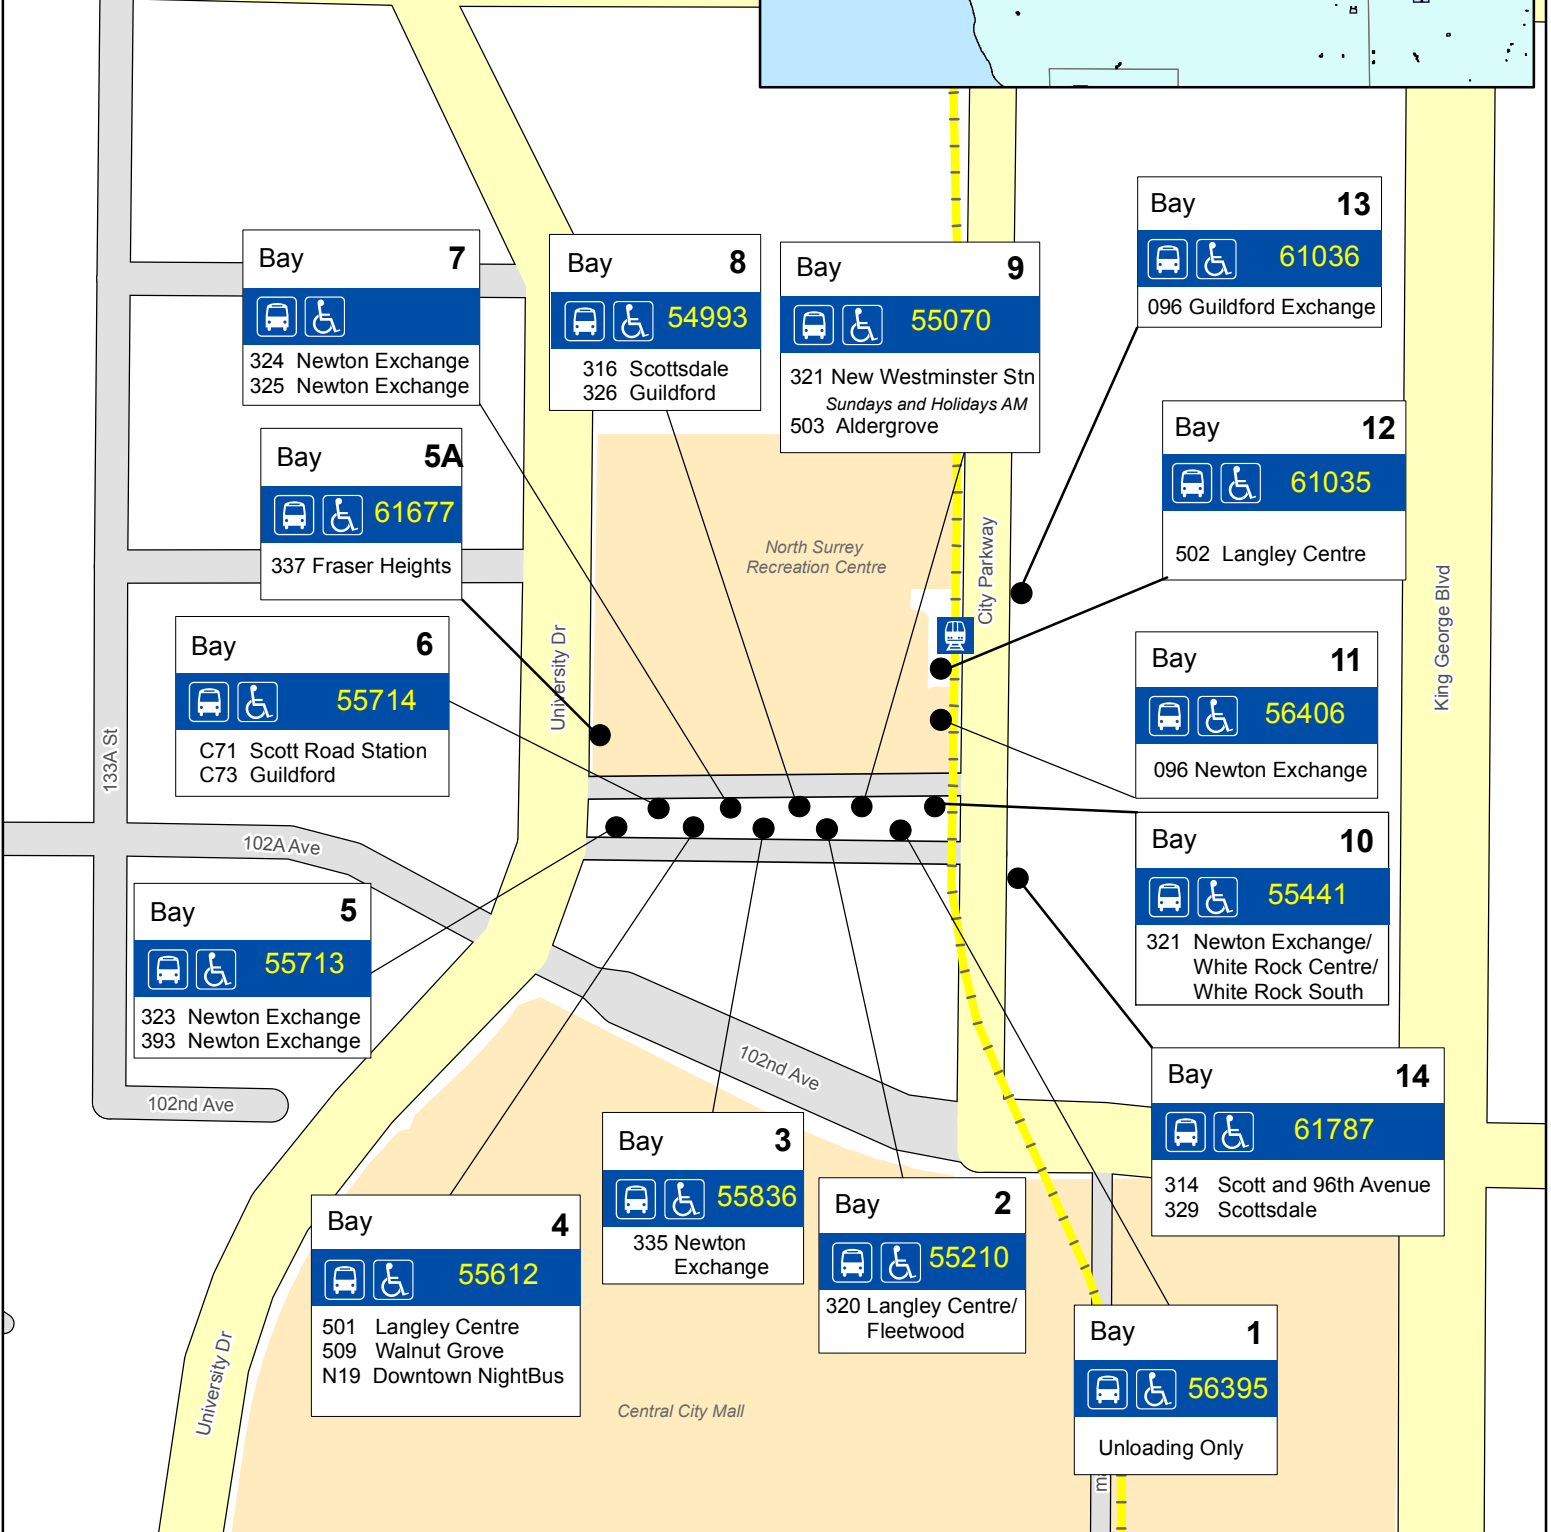 Bay 13
61036
096 Guildford Exchange
Bay 7
324 Newton Exchange
325 Newton Exchange
Bay 8
54993
316 Scottsdale
326 Guildford
Bay 9
55070
321 New Westminster Stn
Sundays and Holidays AM
503 Aldergrove
Bay 12
61035
502 Langley Centre
Bay 5A
61677
337 Fraser Heights
North Surrey
Recreation Centre
City Parkway
King George Blvd
University Dr
133A St
Bay 6
55714
C71 Scott Road Station
C73 Guildford
Bay 11
56406
096 Newton Exchange
102A Ave
Bay 10
55441
321 Newton Exchange/
White Rock Centre/
White Rock South
Bay 5
55713
323 Newton Exchange
393 Newton Exchange
102nd Ave
102nd Ave
Bay 14
61787
314 Scott and 96th Avenue
329 Scottsdale
Bay 3
55836
335 Newton
Exchange
Bay 2
55210
320 Langley Centre/
Fleetwood
Bay 4
55612
501 Langley Centre
509 Walnut Grove
N19 Downtown NightBus
Bay 1
56395
Unloading Only
University Dr
Central City Mall